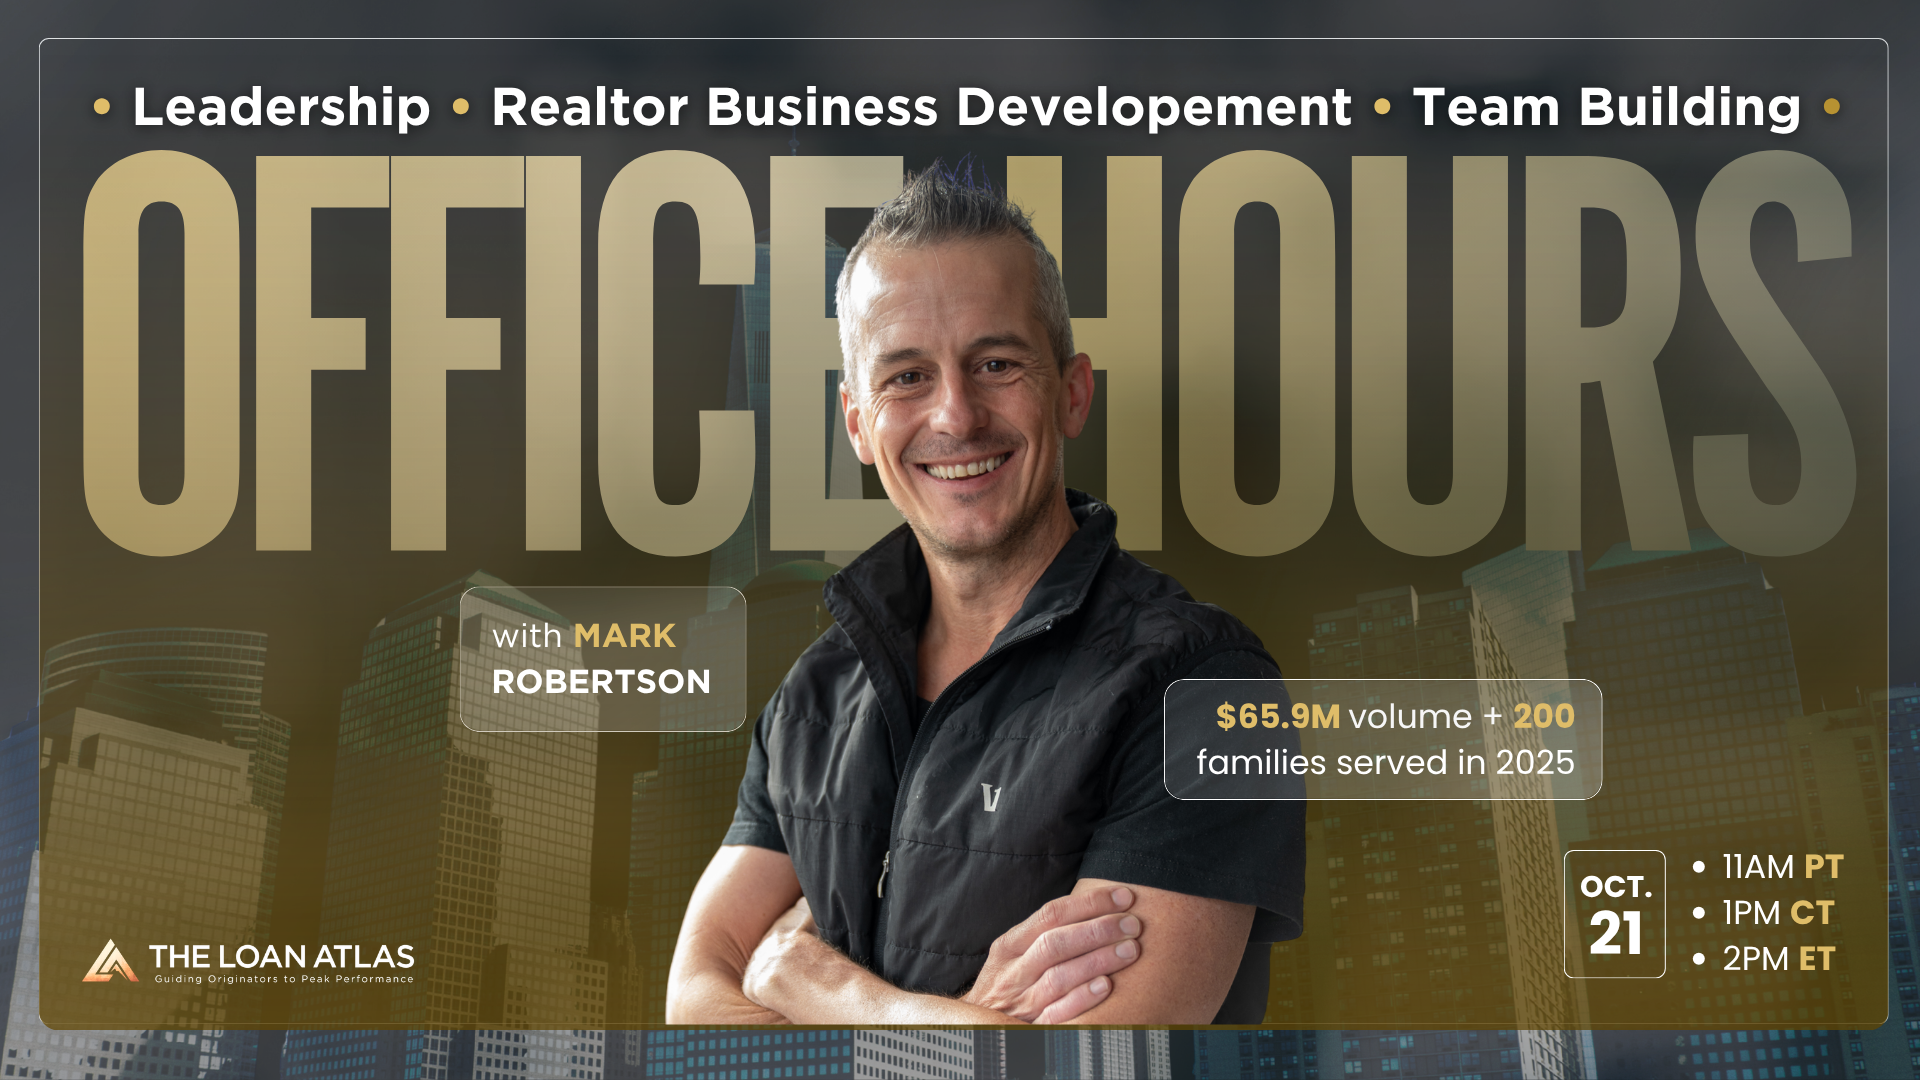 • Leadership • Realtor Business Developement • Team Building •
OFFICE HOURS
with MARK
ROBERTSON
$65.9M volume + 200
families served in 2025
OCT.
21
• 11AM PT
• 1PM CT
• 2PM ET
THE LOAN ATLAS
Guiding Originators to Peak Performance